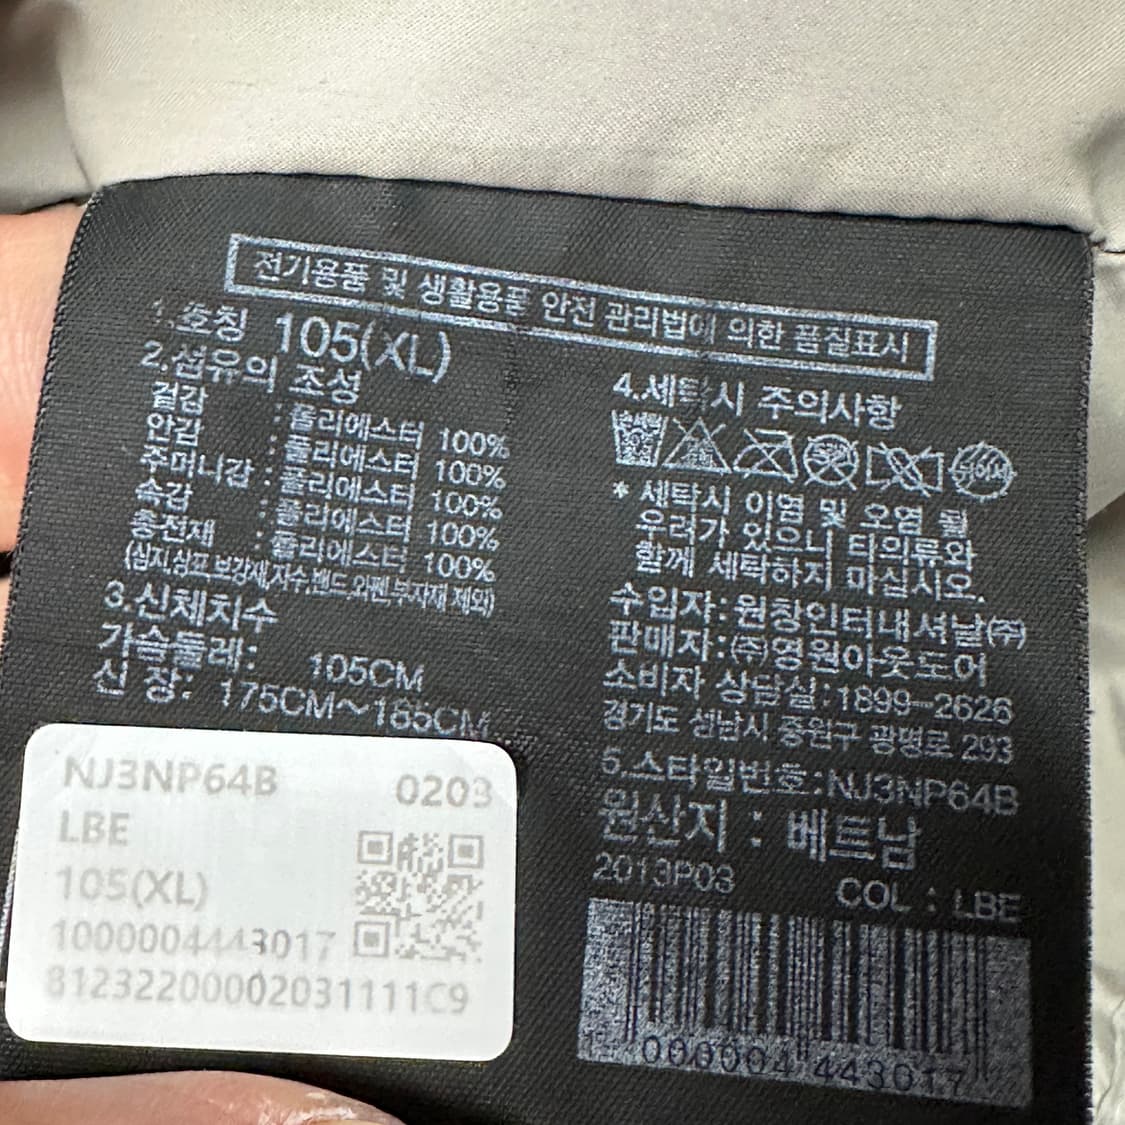 전기용품 및 생활용품 안전 관리법에 의한 품질표시
1.호칭 105(XL)
2.섬유의 조성
겉감 : 폴리에스터 100%
안감 : 폴리에스터 100%
주머니감 : 폴리에스터 100%
속감 : 폴리에스터 100%
충전재 : 폴리에스터 100%
(심지,상표,보강재,자수,밴드,와펜,부자재 제외)
3.신체치수
가슴둘레: 105CM
신 장: 175CM~185CM
4.세탁시 주의사항
* 세탁시 이염 및 오염 될
우려가 있으니 타의류와
함께 세탁하지 마십시오.
수입자:원창인터내셔날(주)
판매자:(주)영원아웃도어
소비자 상담실:1899-2626
경기도 성남시 중원구 광명로 293
5.스타일번호:NJ3NP64B
원산지 : 베트남
2013P03 COL : LBE
1 000004 443017
NJ3NP64B 0203
LBE
105(XL)
1000004443017
81232200002031111C9